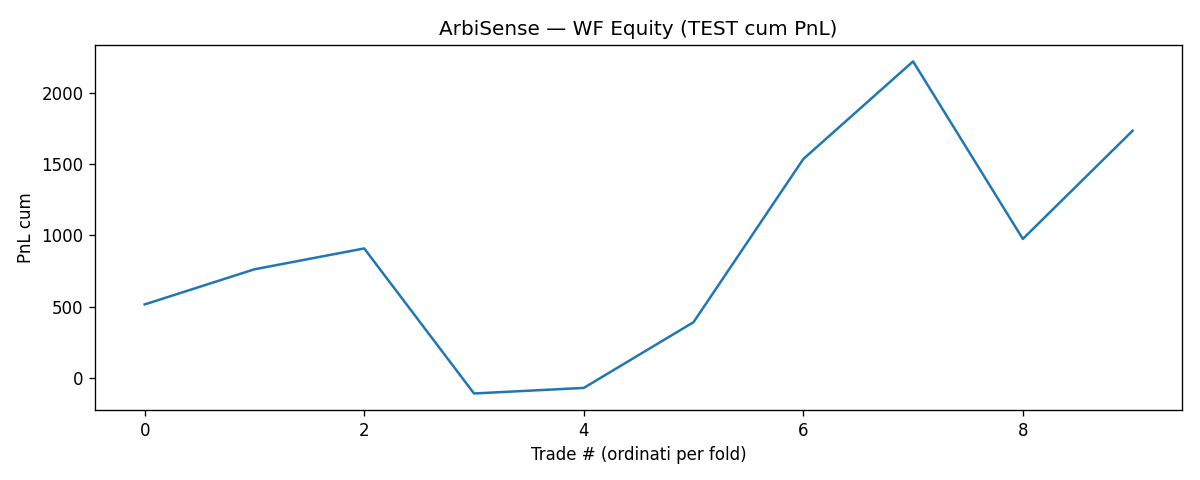 ArbiSense — WF Equity (TEST cum PnL)
PnL cum
2000
1500
1000
500
0
0 2 4 6 8
Trade # (ordinati per fold)